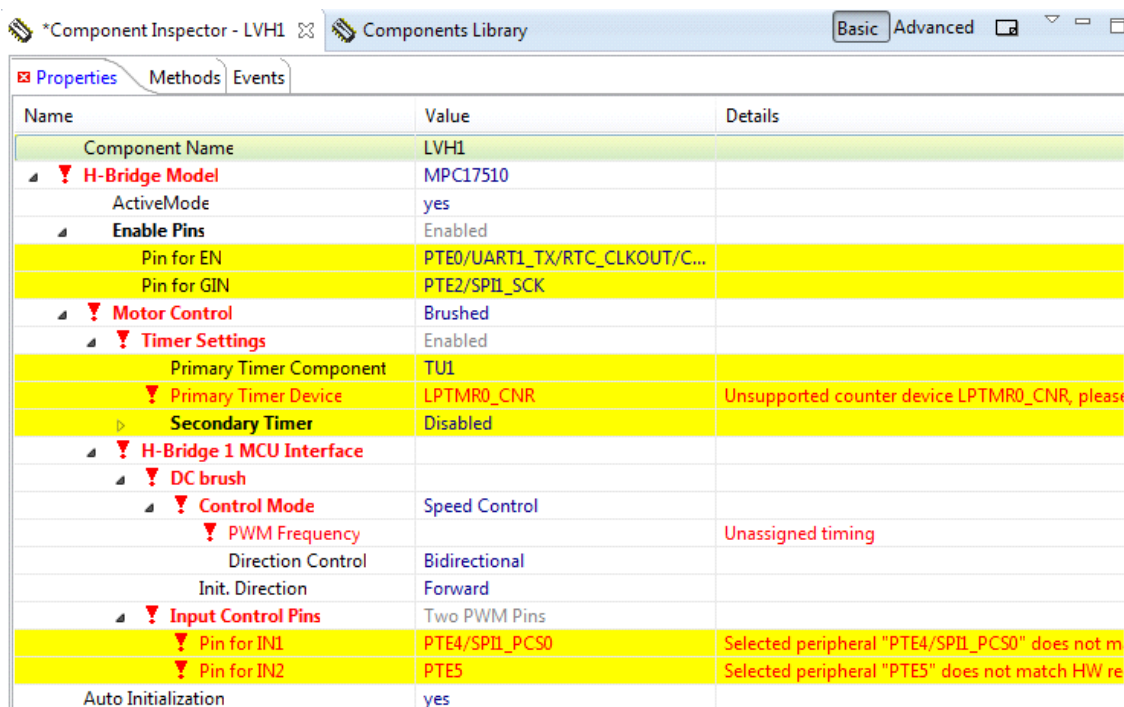 *Component Inspector - LVH1 Components Library Basic Advanced
Properties Methods Events
Name Value Details
Component Name LVH1
H-Bridge Model MPC17510
ActiveMode yes
Enable Pins Enabled
Pin for EN PTE0/UART1_TX/RTC_CLKOUT/C...
Pin for GIN PTE2/SPI1_SCK
Motor Control Brushed
Timer Settings Enabled
Primary Timer Component TU1
Primary Timer Device LPTMR0_CNR Unsupported counter device LPTMR0_CNR, please
Secondary Timer Disabled
H-Bridge 1 MCU Interface
DC brush
Control Mode Speed Control
PWM Frequency Unassigned timing
Direction Control Bidirectional
Init. Direction Forward
Input Control Pins Two PWM Pins
Pin for IN1 PTE4/SPI1_PCS0 Selected peripheral "PTE4/SPI1_PCS0" does not m
Pin for IN2 PTE5 Selected peripheral "PTE5" does not match HW re
Auto Initialization yes